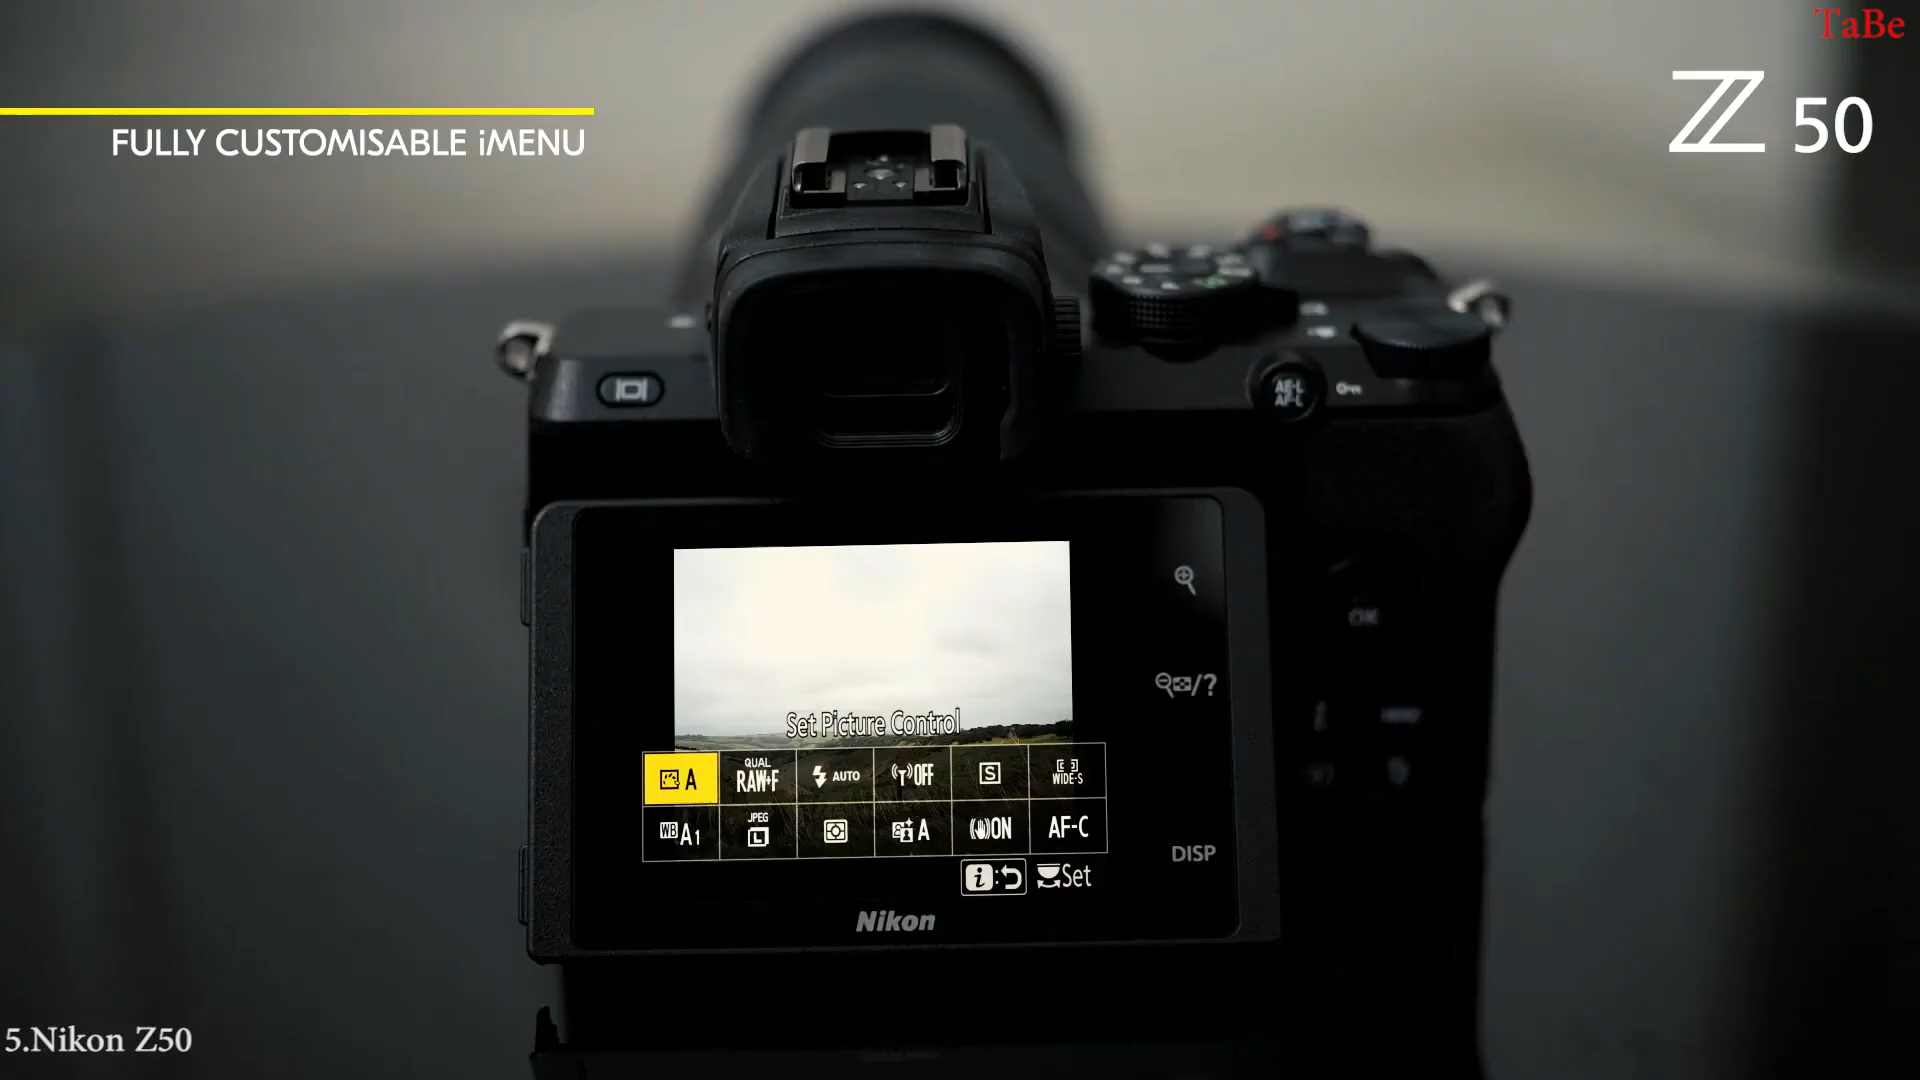 TaBe
FULLY CUSTOMISABLE iMENU
Z 50
AE-L
AF-L
OK
Set Picture Control
A
QUAL
RAW+F
AUTO
OFF
S
WIDE-S
WB A1
JPEG
L
A
ON
AF-C
i: Set
/?
DISP
Nikon
5.Nikon Z50